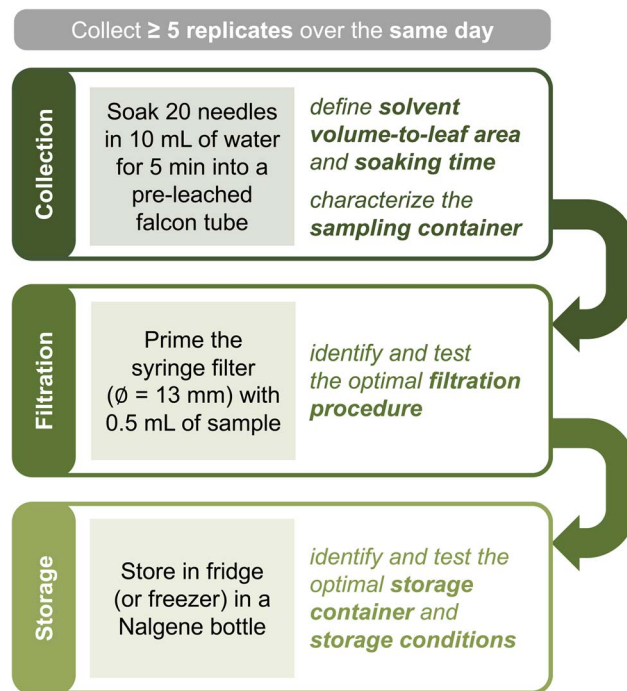 Collect ≥ 5 replicates over the same day
Collection
Soak 20 needles
in 10 mL of water
for 5 min into a
pre-leached
falcon tube
define solvent
volume-to-leaf area
and soaking time
characterize the
sampling container
Filtration
Prime the
syringe filter
(Ø = 13 mm) with
0.5 mL of sample
identify and test
the optimal filtration
procedure
Storage
Store in fridge
(or freezer) in a
Nalgene bottle
identify and test the
optimal storage
container and
storage conditions